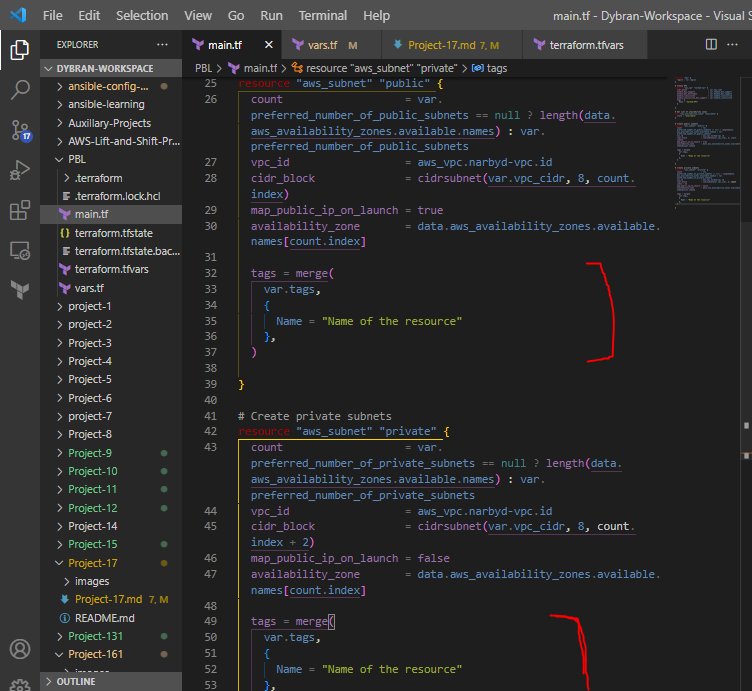 File Edit Selection View Go Run Terminal Help main.tf - Dybran-Workspace - Visual S
EXPLORER ... main.tf vars.tf M Project-17.md 7, M terraform.tfvars ...
DYBRAN-WORKSPACE
ansible-config-...
ansible-learning
Auxillary-Projects
17
AWS-Lift-and-Shift-Pr...
PBL
.terraform
.terraform.lock.hcl
main.tf
terraform.tfstate
terraform.tfstate.bac...
terraform.tfvars
vars.tf
project-1
project-2
Project-3
Project-4
Project-5
Project-6
project-7
Project-8
Project-9
Project-10
Project-11
Project-12
Project-14
Project-15
Project-17
images
Project-17.md 7, M
README.md
Project-131
Project-161
images
OUTLINE
PBL > main.tf > resource "aws_subnet" "private" > tags
25 resource "aws_subnet" "public" {
26 count = var.
preferred_number_of_public_subnets == null ? length(data.
aws_availability_zones.available.names) : var.
preferred_number_of_public_subnets
27 vpc_id = aws_vpc.narbyd-vpc.id
28 cidr_block = cidrsubnet(var.vpc_cidr, 8, count.
index)
29 map_public_ip_on_launch = true
30 availability_zone = data.aws_availability_zones.available.
names[count.index]
31
32 tags = merge(
33 var.tags,
34 {
35 Name = "Name of the resource"
36 },
37 )
38
39 }
40
41 # Create private subnets
42 resource "aws_subnet" "private" {
43 count = var.
preferred_number_of_private_subnets == null ? length(data.
aws_availability_zones.available.names) : var.
preferred_number_of_private_subnets
44 vpc_id = aws_vpc.narbyd-vpc.id
45 cidr_block = cidrsubnet(var.vpc_cidr, 8, count.
index + 2)
46 map_public_ip_on_launch = false
47 availability_zone = data.aws_availability_zones.available.
names[count.index]
48
49 tags = merge(
50 var.tags,
51 {
52 Name = "Name of the resource"
53 },